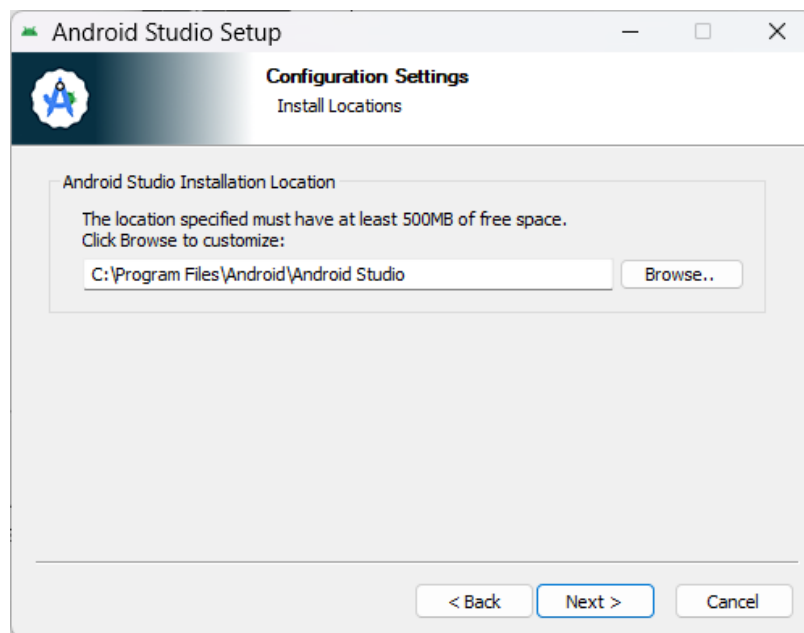 Android Studio Setup
Configuration Settings
Install Locations
Android Studio Installation Location
The location specified must have at least 500MB of free space.
Click Browse to customize:
C:\Program Files\Android\Android Studio
Browse..
< Back
Next >
Cancel